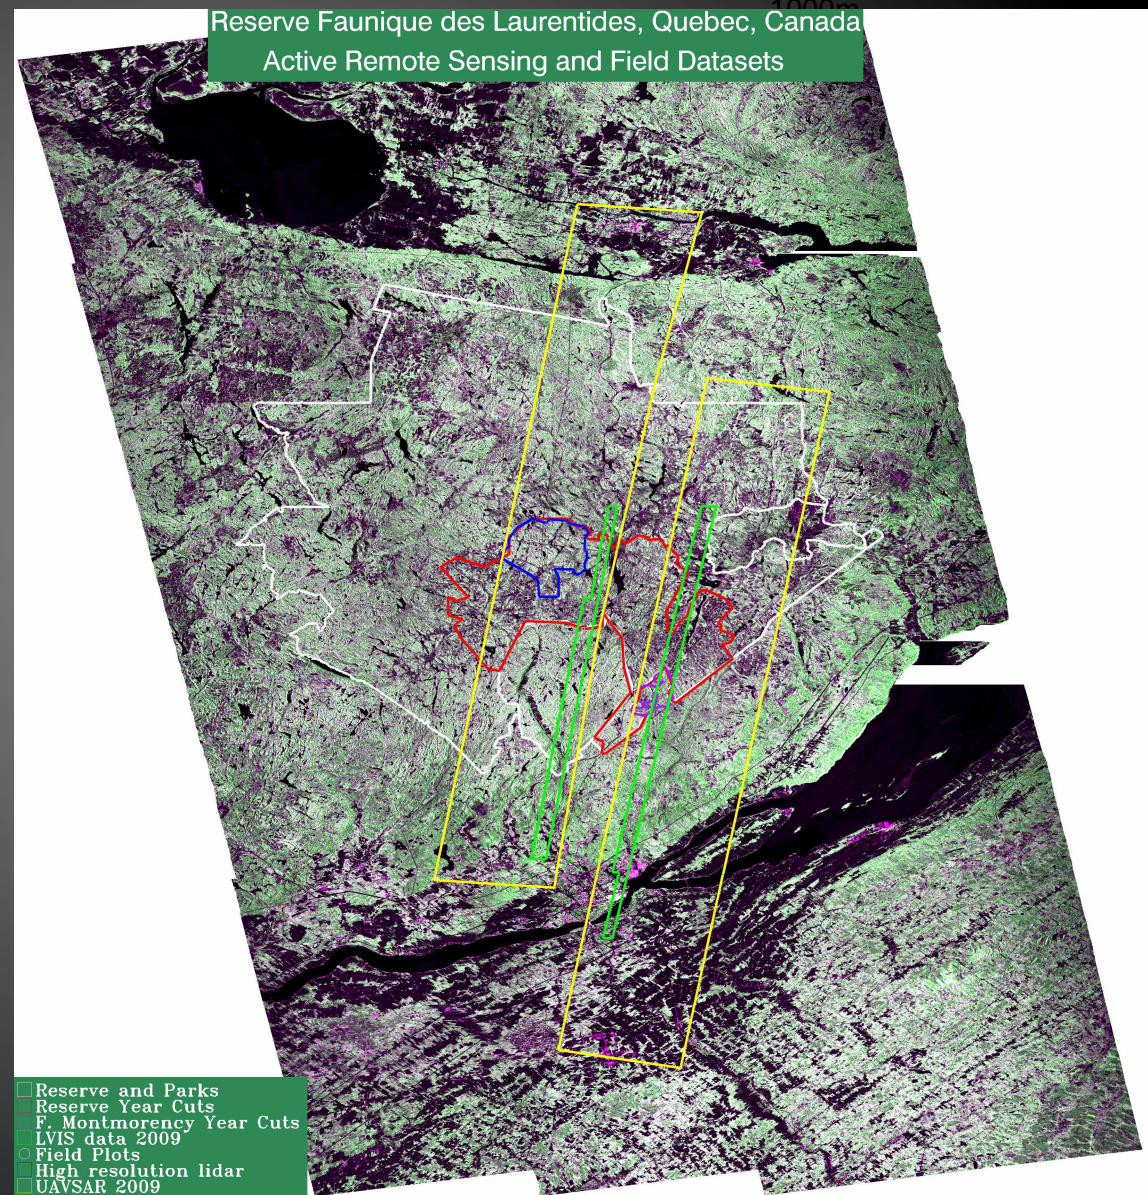 1000m
Reserve Faunique des Laurentides, Quebec, Canada
Active Remote Sensing and Field Datasets
Reserve and Parks
Reserve Year Cuts
F. Montmorency Year Cuts
LVIS data 2009
Field Plots
High resolution lidar
UAVSAR 2009